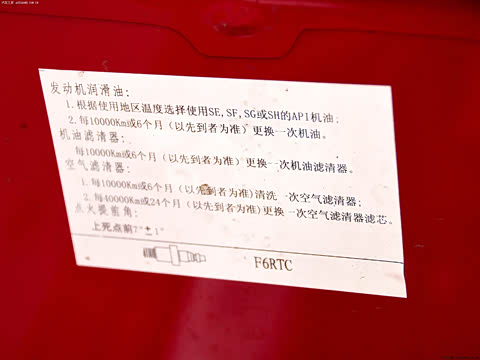 发动机润滑油:
1.根据使用地区温度选择使用SE,SF,SG或SH的API机油;
2.每10000Km或6个月(以先到者为准)更换一次机油。
机油滤清器:
每10000Km或6个月(以先到者为准)更换一次机油滤清器。
空气滤清器:
1.每10000Km或6个月(以先到者为准)清洗一次空气滤清器;
2.每40000Km或24个月(以先到者为准)更换一次空气滤清器滤芯。
点火提前角:
上死点前7°±1°
F6RTC